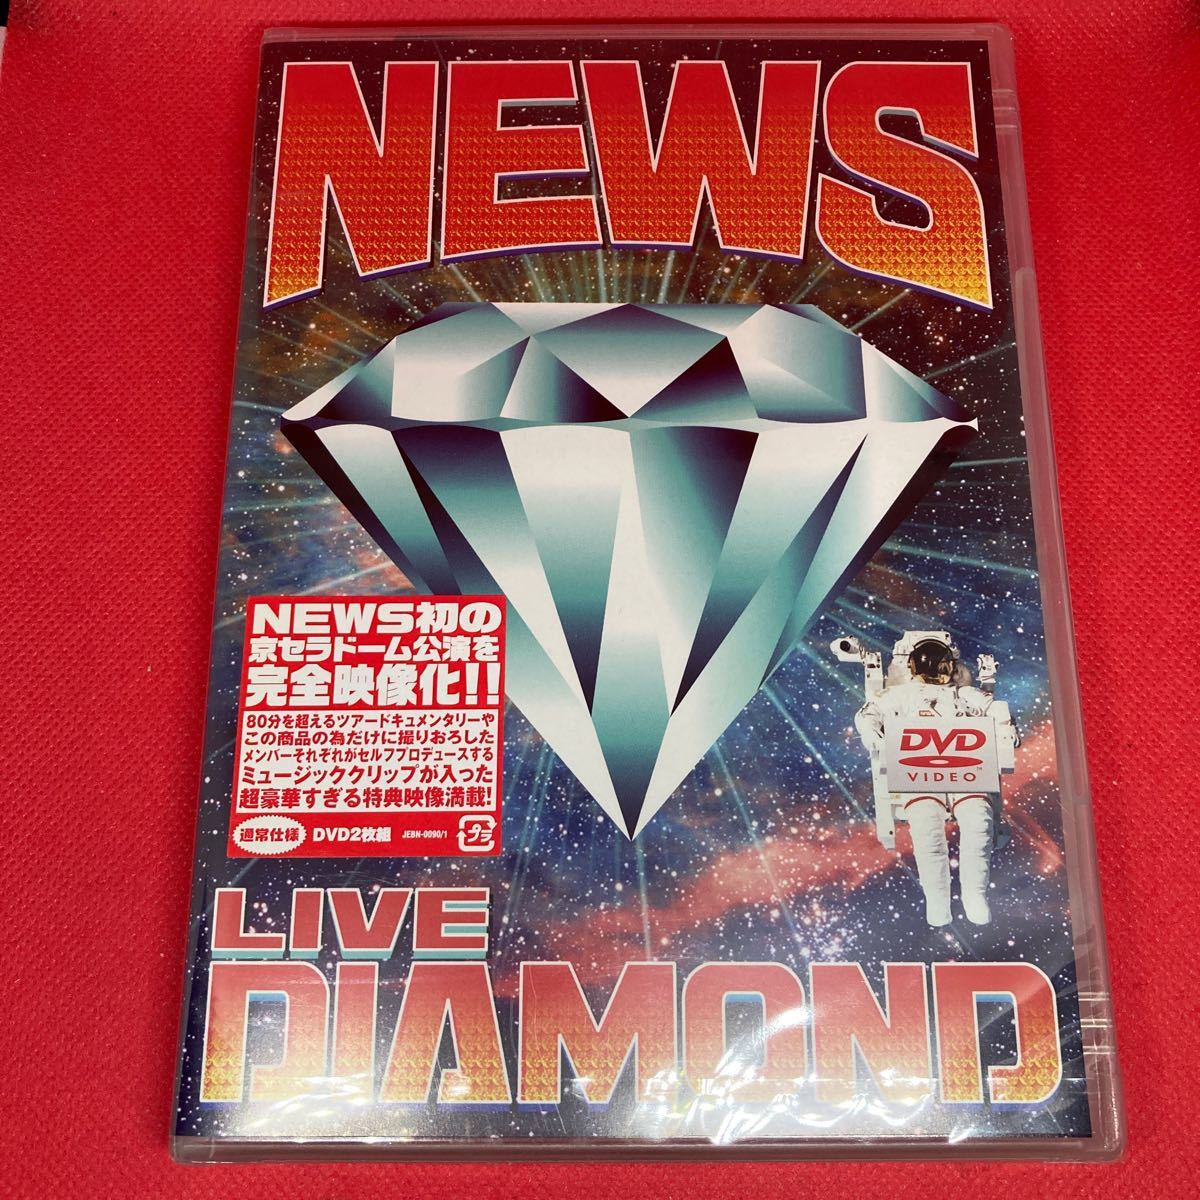 NEWS
NEWS初の
京セラドーム公演を
完全映像化!!
80分を超えるツアードキュメンタリーや
この商品の為だけに撮りおろした
メンバーそれぞれがセルフプロデュースする
ミュージッククリップが入った
超豪華すぎる特典映像満載!
通常仕様 DVD2枚組 JEBN-0090/1 プラ
DVD
VIDEO™
LIVE
DIAMOND